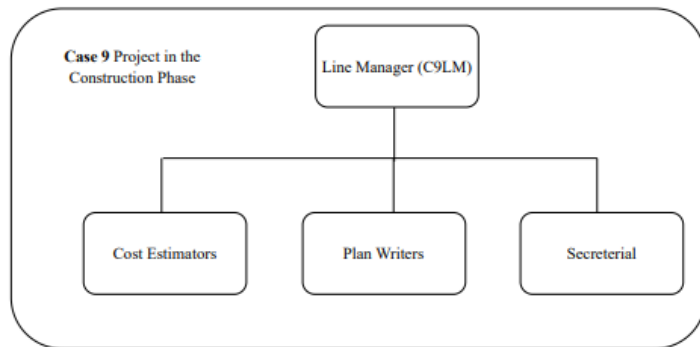 Case 9 Project in the
Construction Phase
Line Manager (C9LM)
Cost Estimators
Plan Writers
Secreterial